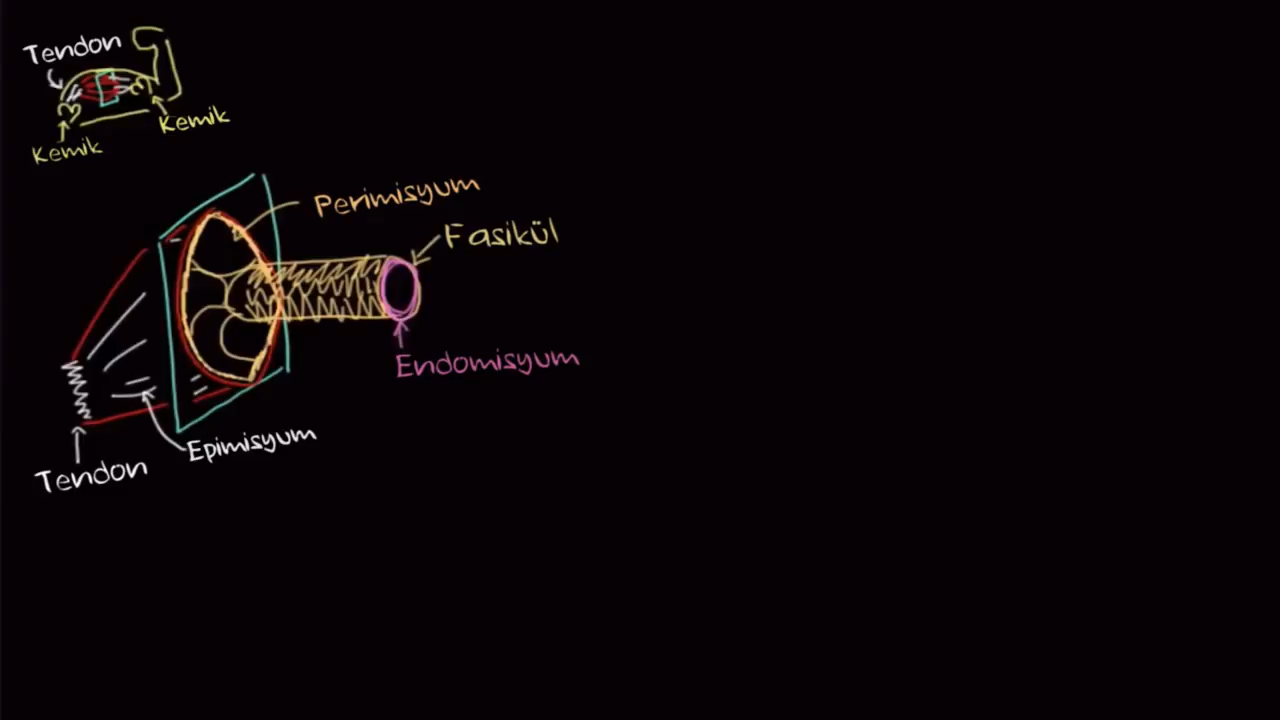 Tendon
Kemik
Kemik
Perimisyum
Fasikül
Endomisyum
Epimisyum
Tendon